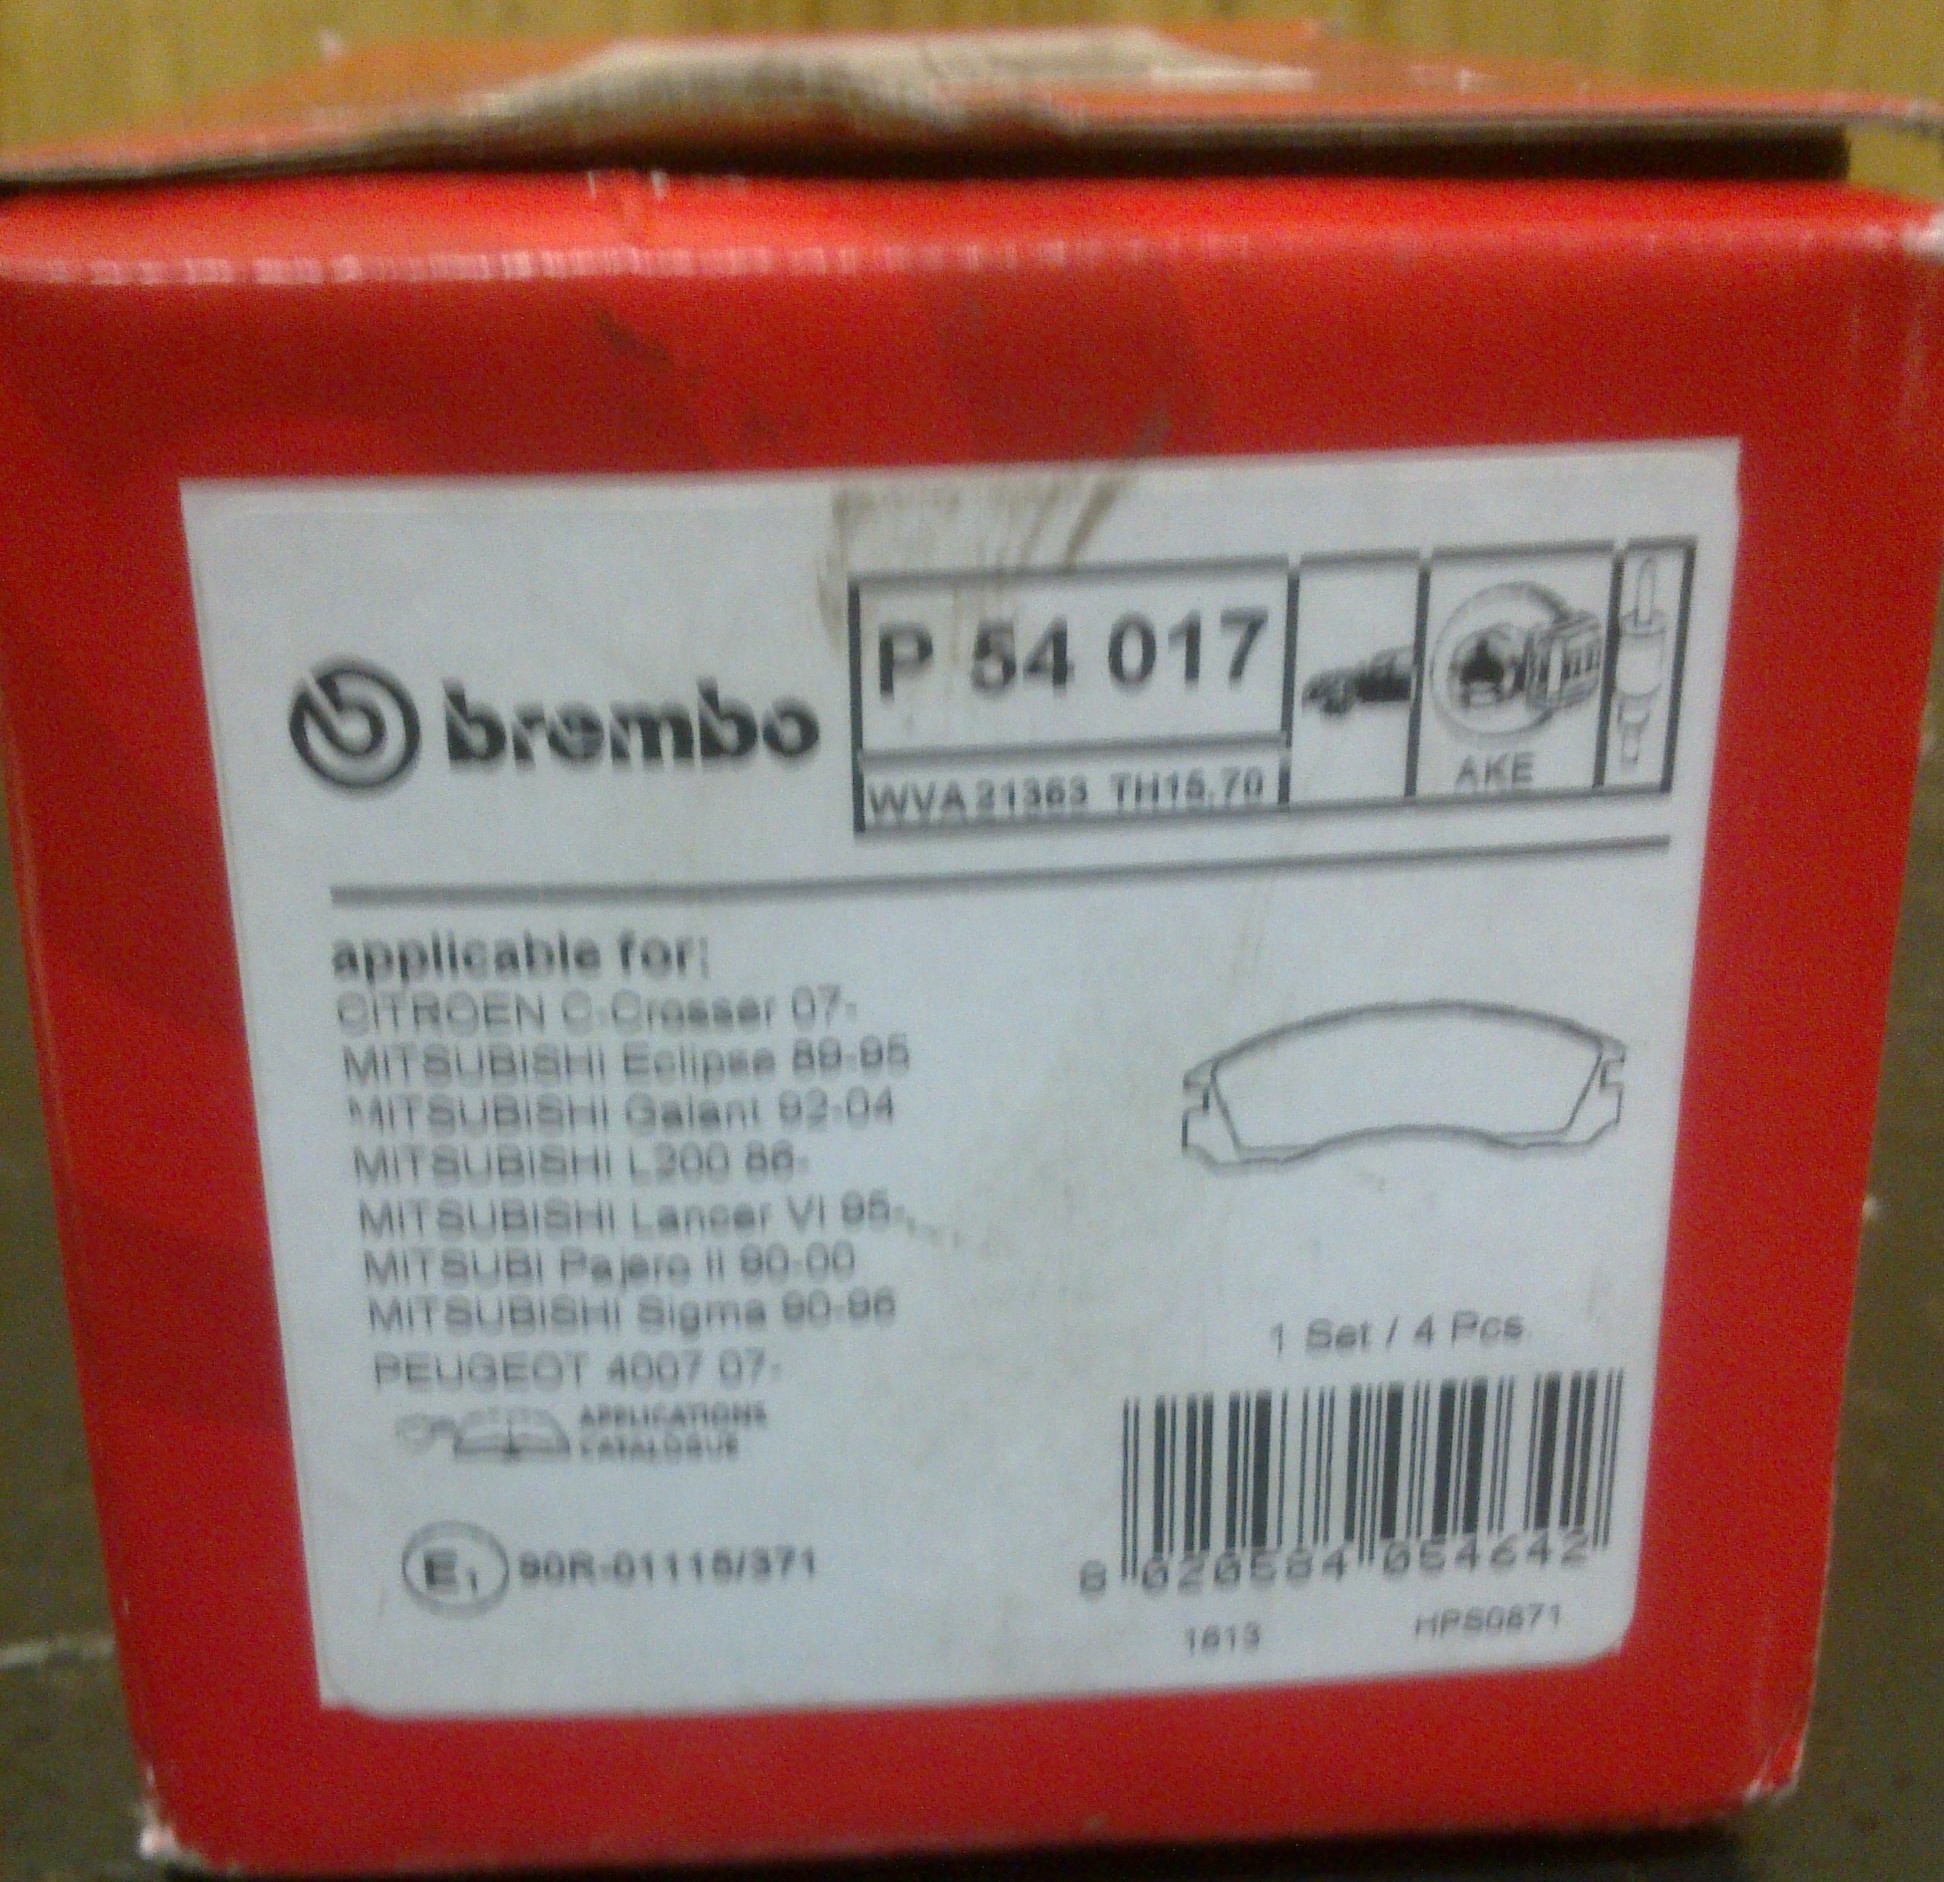 brembo
P 54 017
WVA 21363 TH15,70
AKE
applicable for:
CITROEN C-Crosser 07-
MITSUBISHI Eclipse 89-95
MITSUBISHI Galant 92-04
MITSUBISHI L200 86-
MITSUBISHI Lancer VI 95-
MITSUBI Pajero II 90-00
MITSUBISHI Sigma 90-96
PEUGEOT 4007 07-
APPLICATIONS
CATALOGUE
1 Set / 4 Pcs
E1 90R-01115/371
8 020584 054642
1613 HPS0871